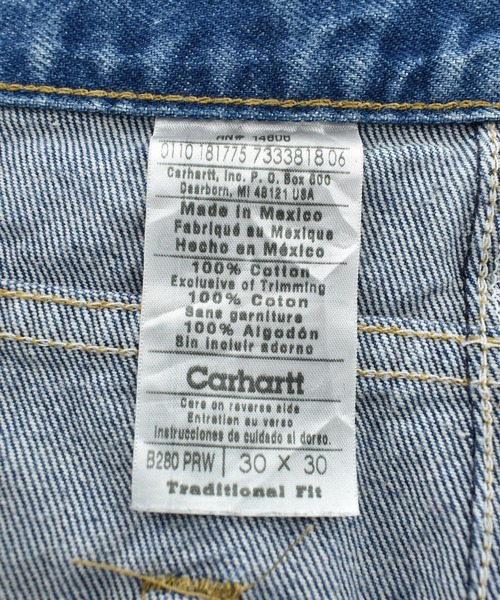 RN# 14806
0110 181775 7333818 06
Carhartt, Inc. P. O. Box 600
Dearborn, MI 48121 USA
Made in Mexico
Fabriqué au Mexique
Hecho en México
100% Cotton
Exclusive of Trimming
100% Coton
Sans garniture
100% Algodón
Sin incluir adorno
Carhartt
Care on reverse side
Entretien au verso
Instrucciones de cuidado al dorso.
B280 PRW 30 X 30
Traditional Fit